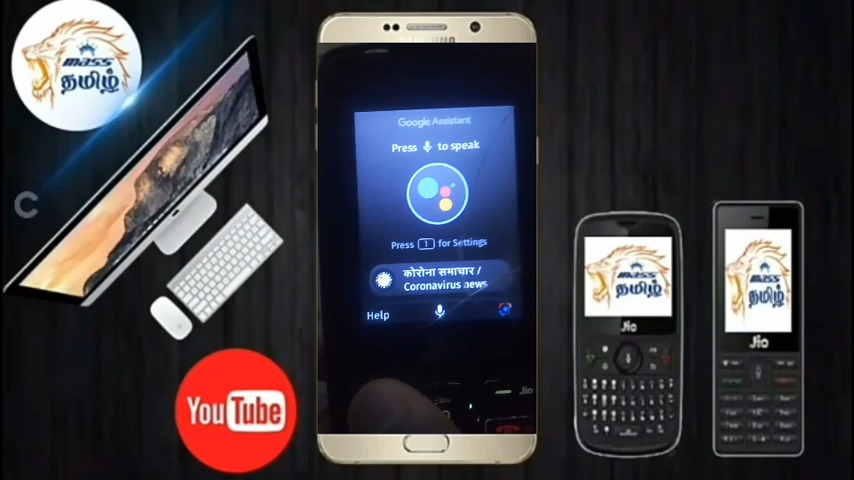 mass
தமிழ்
C
SAMSUNG
Google Assistant
Press to speak
Press 1 for Settings
कोरोना समाचार /
Coronavirus news
Help
Jio
YouTube
mass
தமிழ்
Jio
mass
தமிழ்
Jio